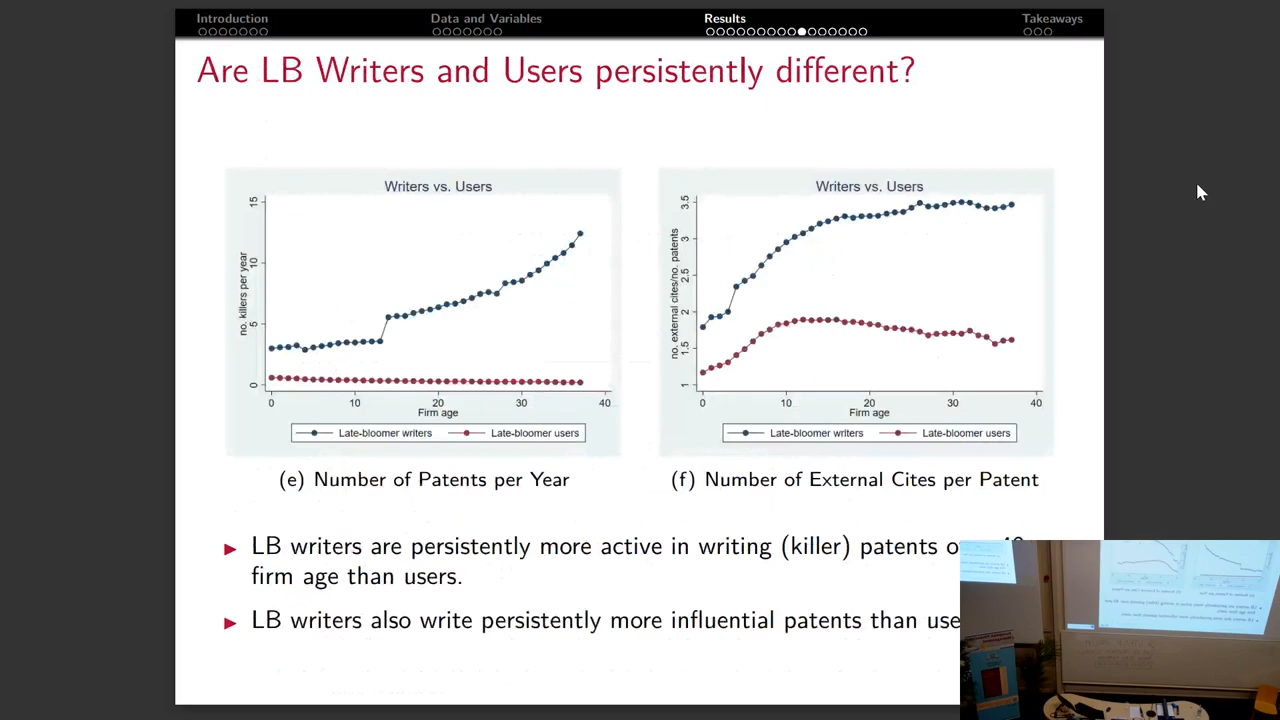 Introduction
Data and Variables
Results
Takeaways
Are LB Writers and Users persistently different?
Writers vs. Users
no. killers per year
0 5 10 15
0 10 20 30 40
Firm age
Late-bloomer writers Late-bloomer users
(e) Number of Patents per Year
Writers vs. Users
no. external cites/no. patents
1 1.5 2 2.5 3 3.5
0 10 20 30 40
Firm age
Late-bloomer writers Late-bloomer users
(f) Number of External Cites per Patent
LB writers are persistently more active in writing (killer) patents
firm age than users.
LB writers also write persistently more influential patents than